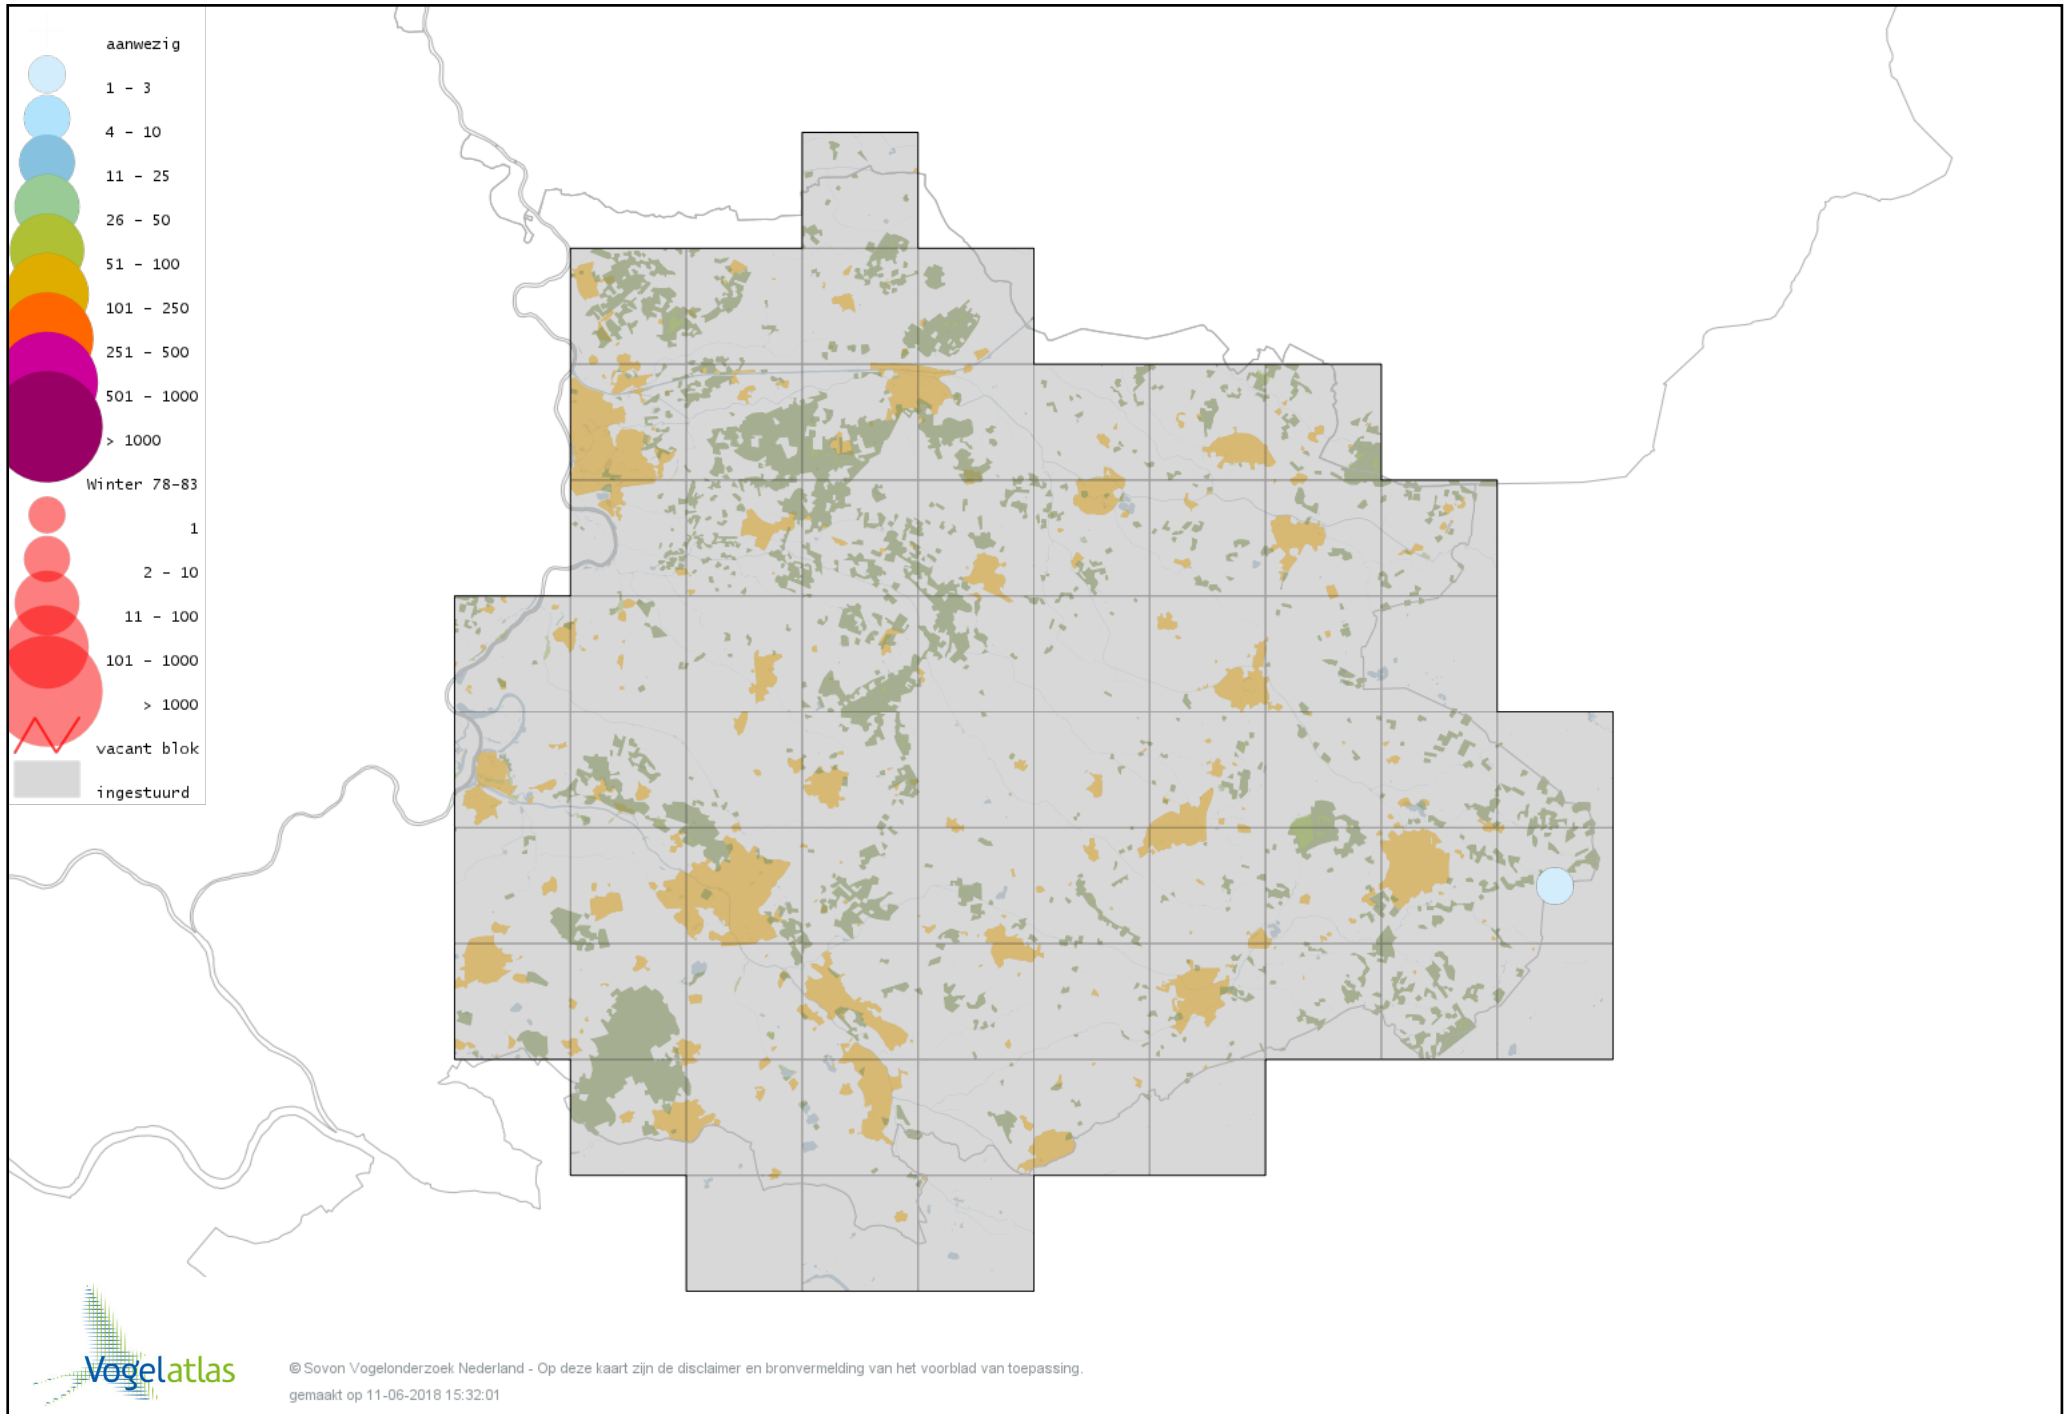 aanwezig
1 – 3
4 – 10
11 – 25
26 – 50
51 – 100
101 – 250
251 – 500
501 – 1000
> 1000
Winter 78-83
1
2 – 10
11 – 100
101 – 1000
> 1000
vacant blok
ingestuurd
Vogelatlas
© Sovon Vogelonderzoek Nederland - Op deze kaart zijn de disclaimer en bronvermelding van het voorblad van toepassing.
gemaakt op 11-06-2018 15:32:01